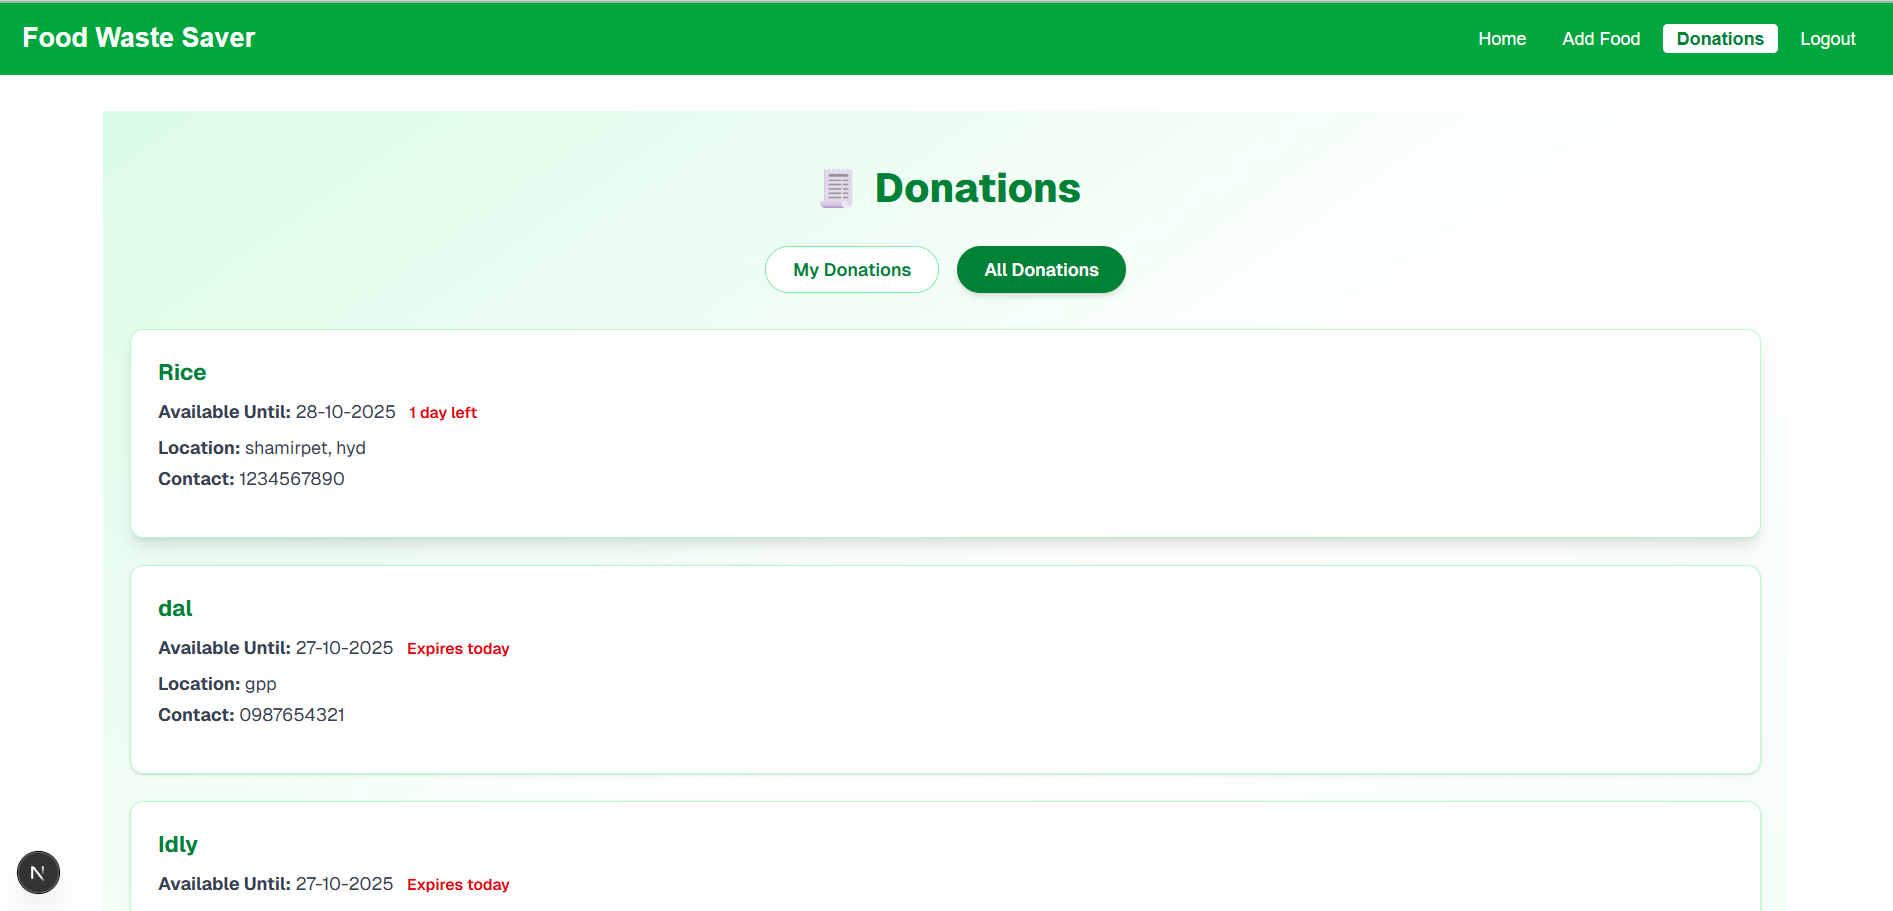 Food Waste Saver
Home Add Food Donations Logout
Donations
My Donations All Donations
Rice
Available Until: 28-10-2025 1 day left
Location: shamirpet, hyd
Contact: 1234567890
dal
Available Until: 27-10-2025 Expires today
Location: gpp
Contact: 0987654321
Idly
Available Until: 27-10-2025 Expires today
N